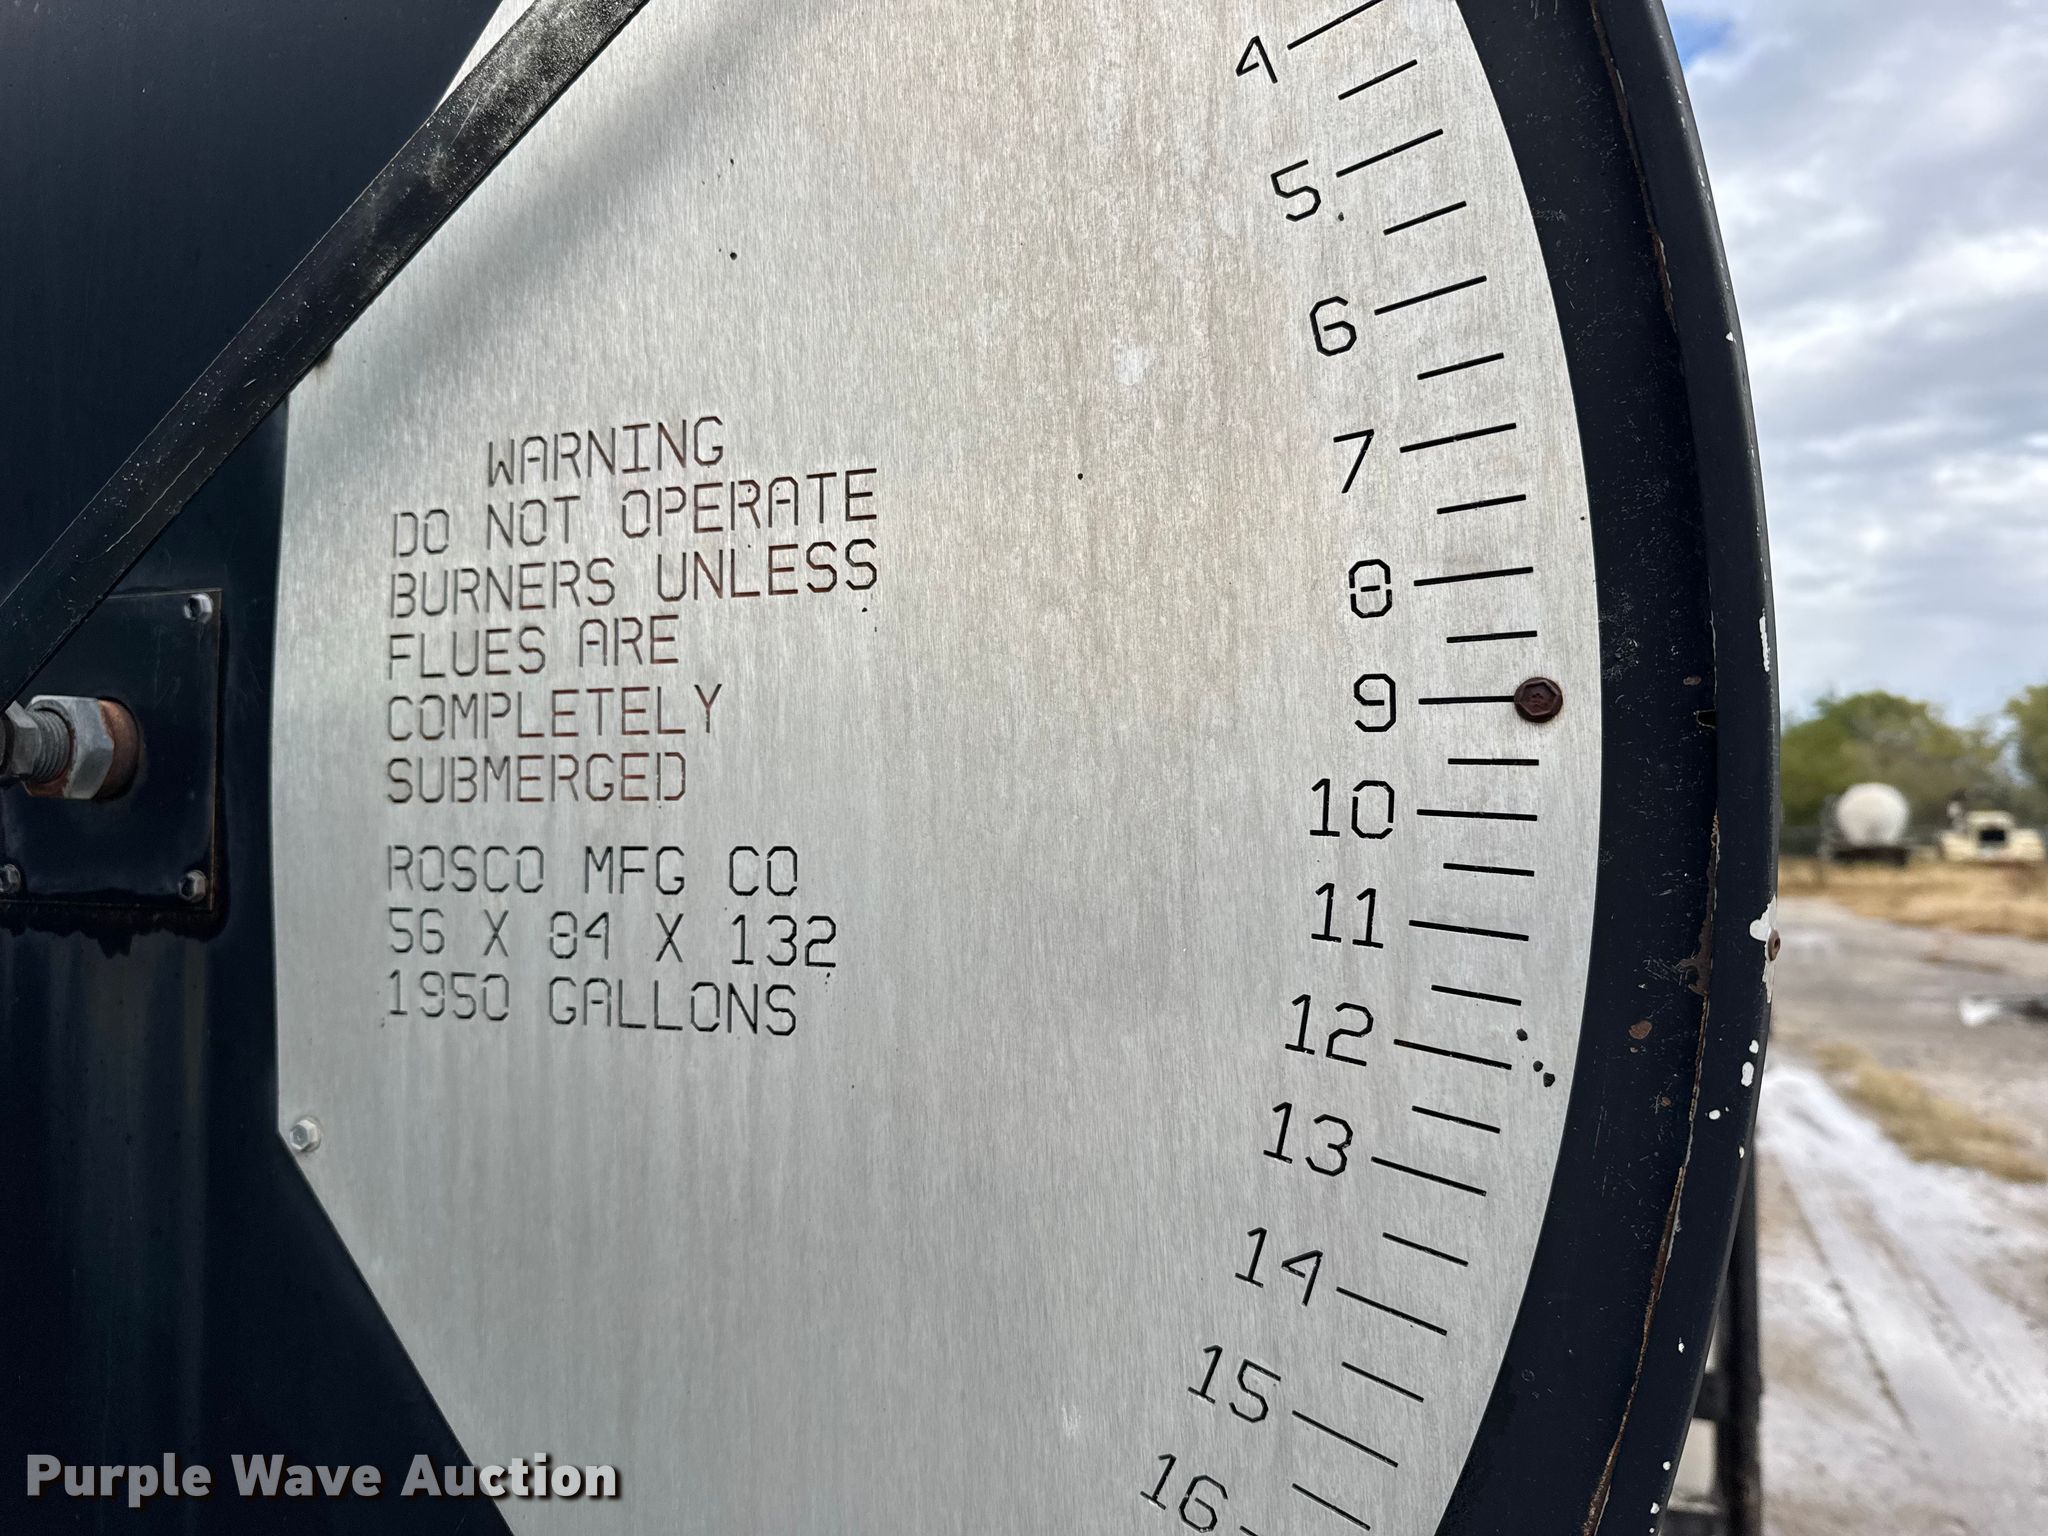 WARNING
DO NOT OPERATE
BURNERS UNLESS
FLUES ARE
COMPLETELY
SUBMERGED
ROSCO MFG CO
56 X 84 X 132
1950 GALLONS
4
5
6
7
8
9
10
11
12
13
14
15
16
Purple Wave Auction